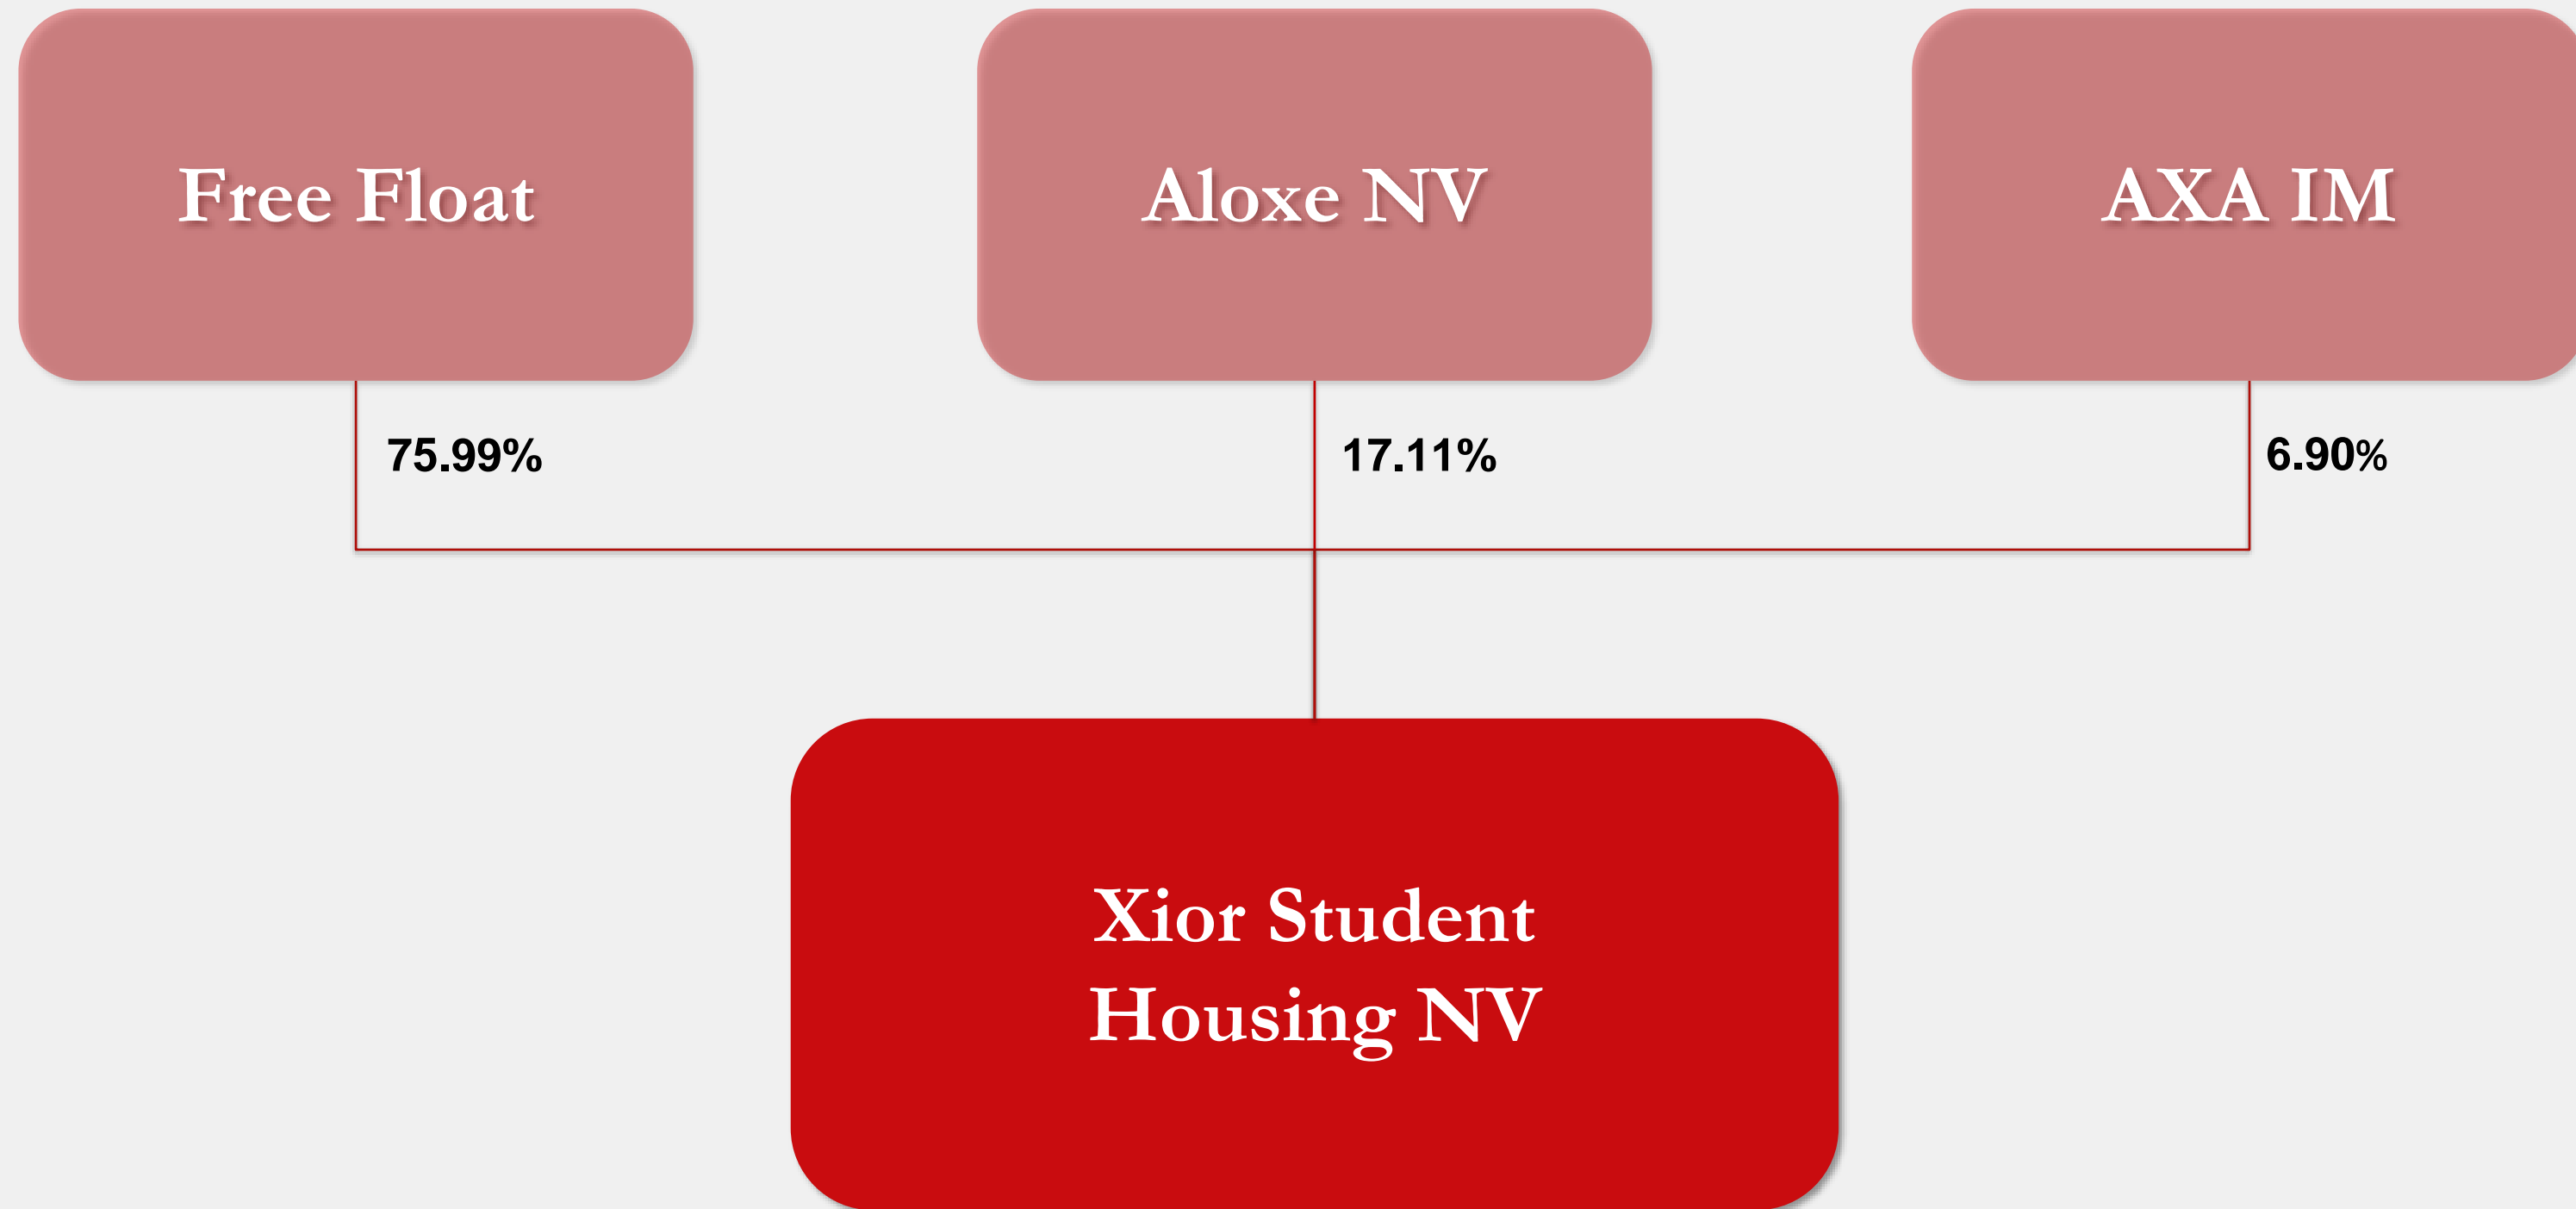 Free Float
Aloxe NV
AXA IM
75.99%
17.11%
6.90%
Xior Student
Housing NV